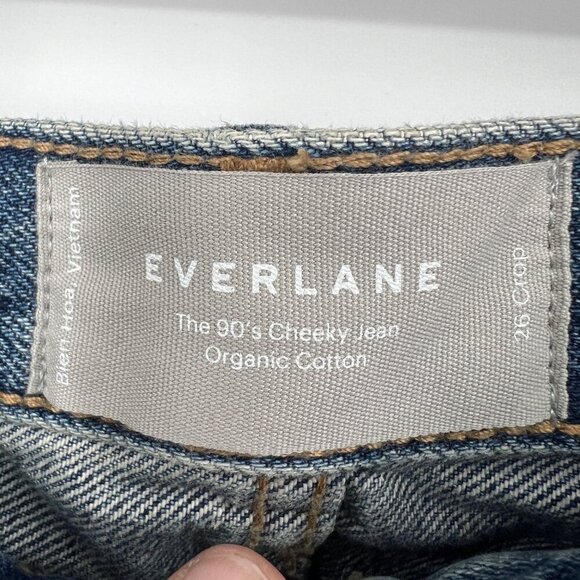 EVERLANE
The 90's Cheeky Jean
Organic Cotton
Bien Hoa, Vietnam
26 Crop